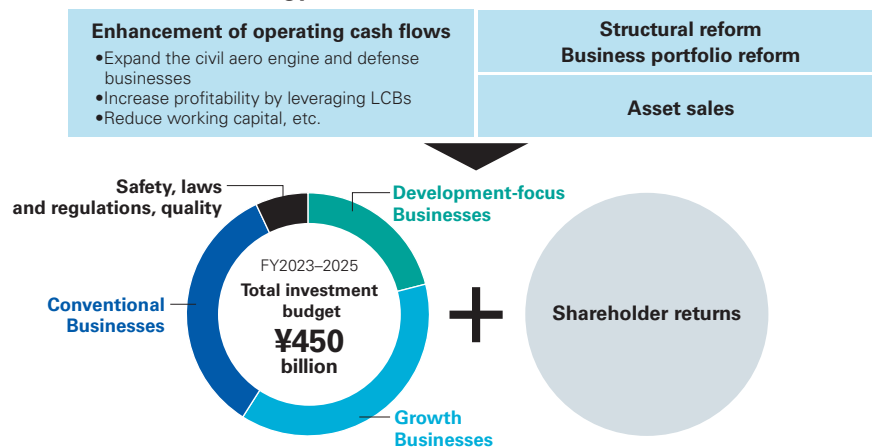 Enhancement of operating cash flows
•Expand the civil aero engine and defense
businesses
•Increase profitability by leveraging LCBs
•Reduce working capital, etc.
Structural reform
Business portfolio reform
Asset sales
Safety, laws
and regulations, quality
Development-focus
Businesses
Conventional
Businesses
FY2023–2025
Total investment
budget
¥450
billion
Growth
Businesses
+
Shareholder returns